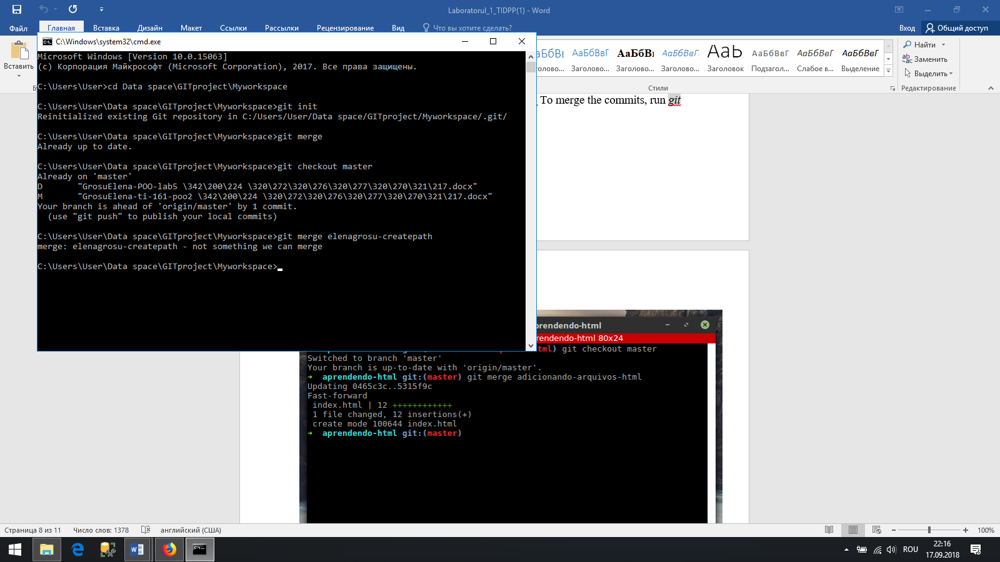 Laboratorul_1_TIDPP(1) - Word
Файл
Главная
Вставка
Дизайн
Макет
Ссылки
Рассылки
Рецензирование
Вид
Что вы хотите сделать?
Вход
Общий доступ
C:\Windows\system32\cmd.exe
Вставить
АаБбВг
АаБбВвГ
АаБбВ
АаБбВвГ
АаБ
АаБбВвГ
АаБбВвГ
АаБбВвГ
Заголо...
Заголово...
Заголово...
Заголово...
Заголовок
Подзагол...
Слабое в...
Выделение
Стили
Найти
Заменить
Выделить
Редактирование
Microsoft Windows [Version 10.0.15063]
(c) Корпорация Майкрософт (Microsoft Corporation), 2017. Все права защищены.
C:\Users\User>cd Data space\GITproject\Myworkspace
C:\Users\User\Data space\GITproject\Myworkspace>git init
Reinitialized existing Git repository in C:/Users/User/Data space/GITproject/Myworkspace/.git/
C:\Users\User\Data space\GITproject\Myworkspace>git merge
Already up to date.
C:\Users\User\Data space\GITproject\Myworkspace>git checkout master
Already on 'master'
D "GrosuElena-POO-lab5 \342\200\224 \320\272\320\276\320\277\320\270\321\217.docx"
M "GrosuElena-ti-161-poo2 \342\200\224 \320\272\320\276\320\277\320\270\321\217.docx"
Your branch is ahead of 'origin/master' by 1 commit.
(use "git push" to publish your local commits)
C:\Users\User\Data space\GITproject\Myworkspace>git merge elenagrosu-createpath
merge: elenagrosu-createpath - not something we can merge
C:\Users\User\Data space\GITproject\Myworkspace>
To merge the commits, run git
prendendo-html
rendendo-html 80x24
tml) git checkout master
Switched to branch 'master'
Your branch is up-to-date with 'origin/master'.
➜ aprendendo-html git:(master) git merge adicionando-arquivos-html
Updating 0465c3c..5315f9c
Fast-forward
index.html | 12 ++++++++++++
1 file changed, 12 insertions(+)
create mode 100644 index.html
➜ aprendendo-html git:(master)
Страница 8 из 11
Число слов: 1378
английский (США)
100%
ROU
22:16
17.09.2018